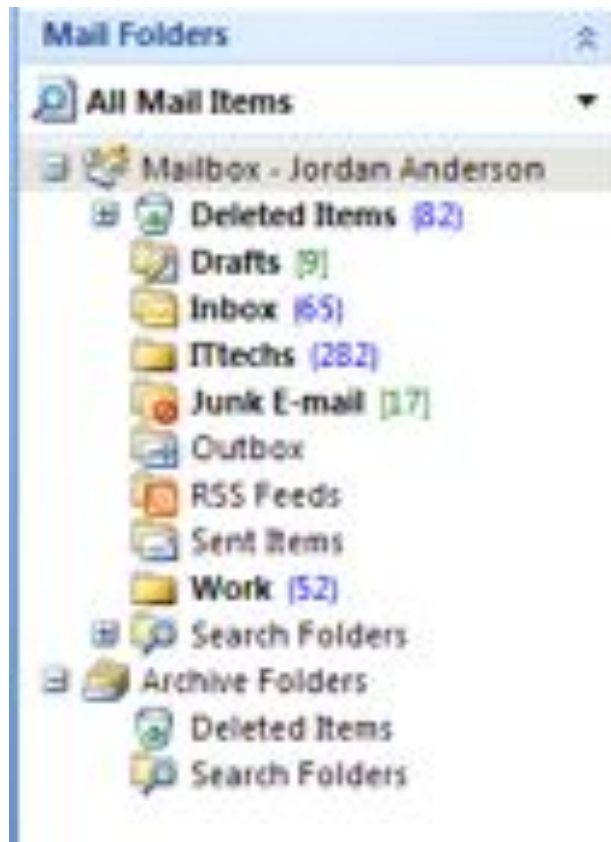 Mail Folders
All Mail Items
Mailbox - Jordan Anderson
Deleted Items (82)
Drafts [9]
Inbox (65)
ITtechs (282)
Junk E-mail [17]
Outbox
RSS Feeds
Sent Items
Work (52)
Search Folders
Archive Folders
Deleted Items
Search Folders